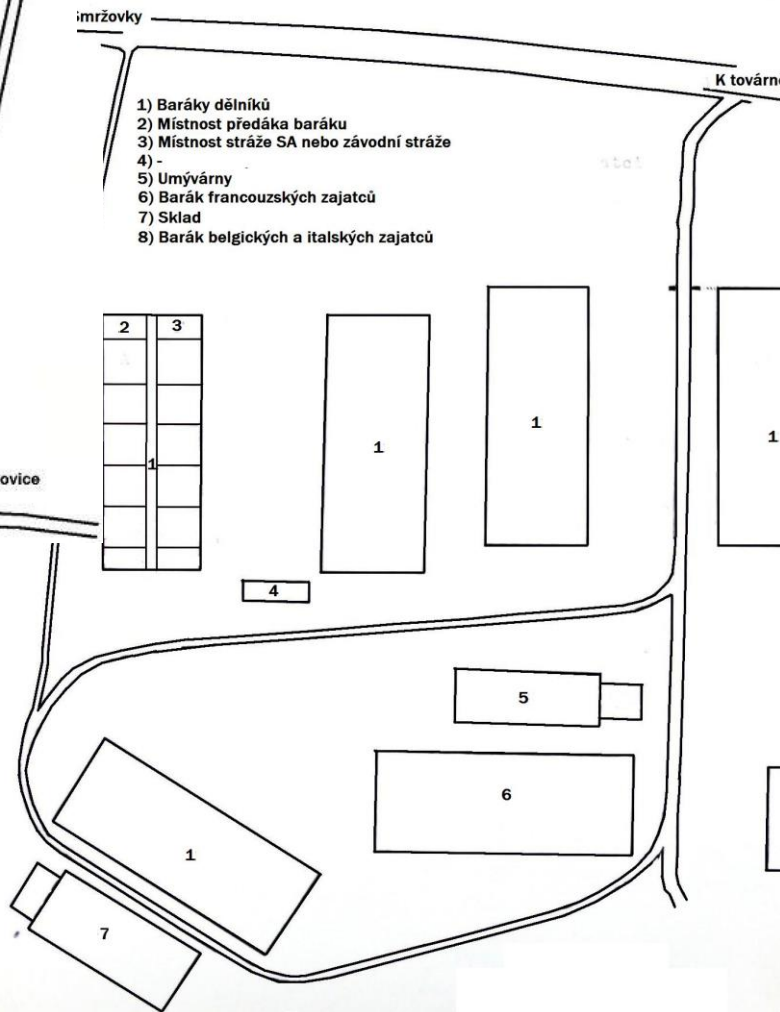 Smržovky
K továrně
1) Baráky dělníků
2) Místnost předáka baráku
3) Místnost stráže SA nebo závodní stráže
4) -
5) Umývárny
6) Barák francouzských zajatců
7) Sklad
8) Barák belgických a italských zajatců
2
3
1
1
1
1
ovice
4
5
6
1
7